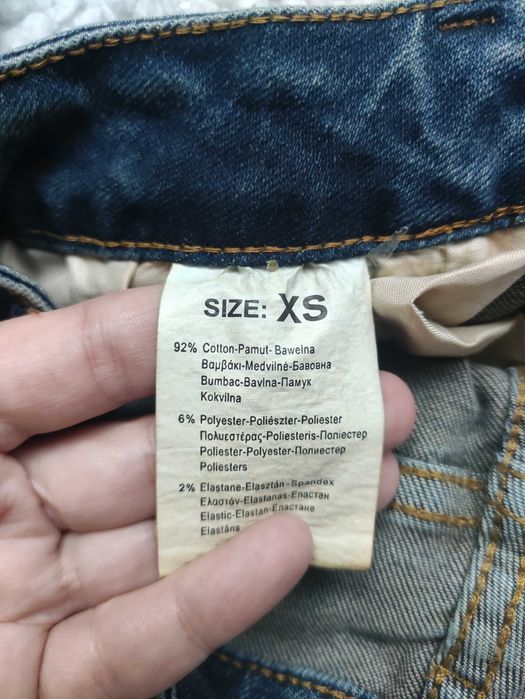 SIZE: XS
92% Cotton-Pamut- Bawelna
Βαμβάκι-Medvilnė-Бавовна
Bumbac-Bavlna-Памук
Kokvilna
6% Polyester-Poliészter-Poliester
Πολυεστέρας-Poliesteris-Поліестер
Poliester-Polyester-Полиестер
Poliesters
2% Elastane-Elasztán-Spandex
Ελαστάν-Elastanas-Еластан
Elastic-Elastan-Еластане
Elastāns